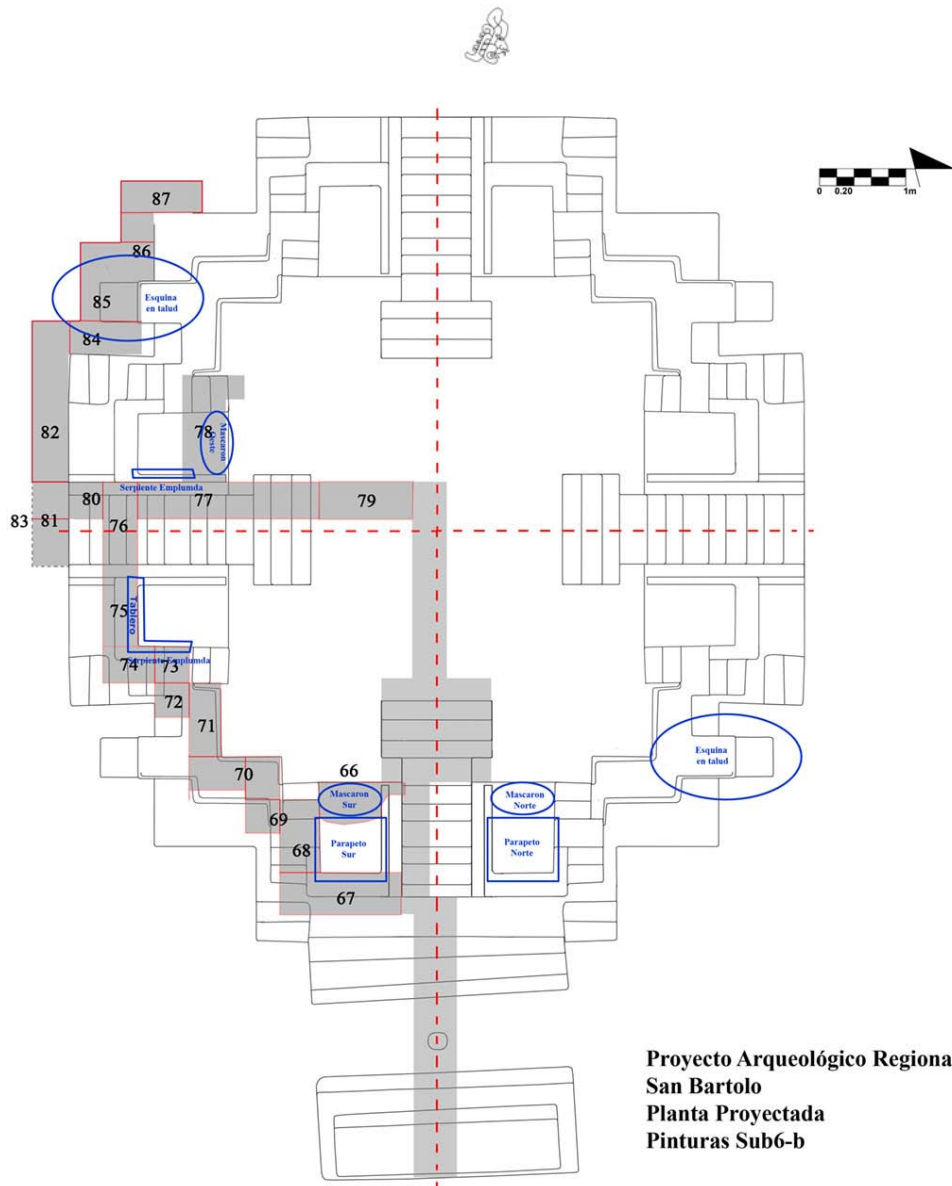 0 0.20 1m
87
86
85
Esquina
en talud
84
82
78
Mascaron
Oeste
Serpiente Emplumda
80
77
79
83
81
76
75
Tablero
74
73
Serpiente Emplumda
72
71
70
66
69
68
67
Mascaron
Sur
Parapeto
Sur
Mascaron
Norte
Parapeto
Norte
Esquina
en talud
Proyecto Arqueológico Regiona
San Bartolo
Planta Proyectada
Pinturas Sub6-b